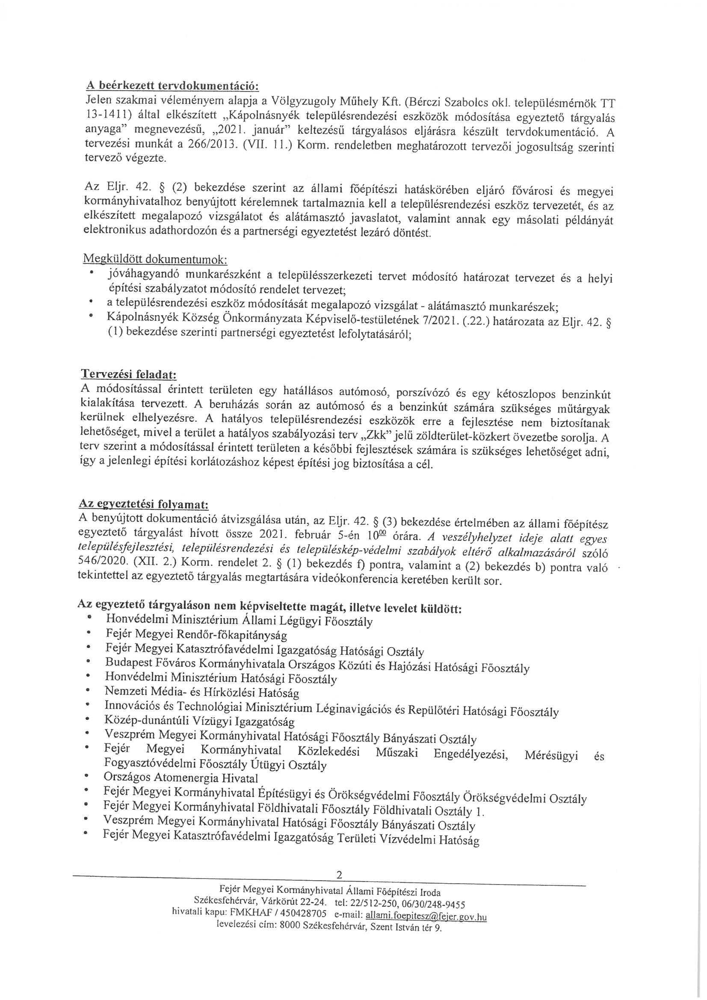 A beérkezett tervdokumentáció:
Jelen szakmai véleményem alapja a Völgyzugoly Műhely Kft. (Bérczi Szabolcs okl. településmérnök TT
13-1411) által elkészített „Kápolnásnyék településrendezési eszközök módosítása egyeztető tárgyalás
anyaga” megnevezésű, „2021. január” keltezésű tárgyalásos eljárásra készült tervdokumentáció. A
tervezési munkát a 266/2013. (VII. 11.) Korm. rendeletben meghatározott tervezői jogosultság szerinti
tervező végezte.
Az Eljr. 42. § (2) bekezdése szerint az állami főépítészi hatáskörében eljáró fővárosi és megyei
kormányhivatalhoz benyújtott kérelemnek tartalmaznia kell a településrendezési eszköz tervezetét, és az
elkészített megalapozó vizsgálatot és alátámasztó javaslatot, valamint annak egy másolati példányát
elektronikus adathordozón és a partnerségi egyeztetést lezáró döntést.
Megküldött dokumentumok:
• jóváhagyandó munkarészként a településszerkezeti tervet módosító határozat tervezet és a helyi
építési szabályzatot módosító rendelet tervezet;
• a településrendezési eszköz módosítását megalapozó vizsgálat - alátámasztó munkarészek;
• Kápolnásnyék Község Önkormányzata Képviselő-testületének 7/2021. (.22.) határozata az Eljr. 42. §
(1) bekezdése szerinti partnerségi egyeztetést lefolytatásáról;
Tervezési feladat:
A módosítással érintett területen egy hatállásos autómosó, porszívózó és egy kétoszlopos benzinkút
kialakítása tervezett. A beruházás során az autómosó és a benzinkút számára szükséges műtárgyak
kerülnek elhelyezésre. A hatályos településrendezési eszközök erre a fejlesztése nem biztosítanak
lehetőséget, mivel a terület a hatályos szabályozási terv „Zkk” jelű zöldterület-közkert övezetbe sorolja. A
terv szerint a módosítással érintett területen a későbbi fejlesztések számára is szükséges lehetőséget adni,
így a jelenlegi építési korlátozáshoz képest építési jog biztosítása a cél.
Az egyeztetési folyamat:
A benyújtott dokumentáció átvizsgálása után, az Eljr. 42. § (3) bekezdése értelmében az állami főépítész
egyeztető tárgyalást hívott össze 2021. február 5-én 10⁰⁰ órára. A veszélyhelyzet ideje alatt egyes
településfejlesztési, településrendezési és településkép-védelmi szabályok eltérő alkalmazásáról szóló
546/2020. (XII. 2.) Korm. rendelet 2. § (1) bekezdés f) pontra, valamint a (2) bekezdés b) pontra való
tekintettel az egyeztető tárgyalás megtartására videókonferencia keretében került sor.
Az egyeztető tárgyaláson nem képviseltette magát, illetve levelet küldött:
• Honvédelmi Minisztérium Állami Légügyi Főosztály
• Fejér Megyei Rendőr-főkapitányság
• Fejér Megyei Katasztrófavédelmi Igazgatóság Hatósági Osztály
• Budapest Főváros Kormányhivatala Országos Közúti és Hajózási Hatósági Főosztály
• Honvédelmi Minisztérium Hatósági Főosztály
• Nemzeti Média- és Hírközlési Hatóság
• Innovációs és Technológiai Minisztérium Léginavigációs és Repülőtéri Hatósági Főosztály
• Közép-dunántúli Vízügyi Igazgatóság
• Veszprém Megyei Kormányhivatal Hatósági Főosztály Bányászati Osztály
• Fejér Megyei Kormányhivatal Közlekedési Műszaki Engedélyezési, Mérésügyi és
Fogyasztóvédelmi Főosztály Útügyi Osztály
• Országos Atomenergia Hivatal
• Fejér Megyei Kormányhivatal Építésügyi és Örökségvédelmi Főosztály Örökségvédelmi Osztály
• Fejér Megyei Kormányhivatal Földhivatali Főosztály Földhivatali Osztály 1.
• Veszprém Megyei Kormányhivatal Hatósági Főosztály Bányászati Osztály
• Fejér Megyei Katasztrófavédelmi Igazgatóság Területi Vízvédelmi Hatóság
2
Fejér Megyei Kormányhivatal Állami Főépítészi Iroda
Székesfehérvár, Várkörút 22-24. tel: 22/512-250, 06/30/248-9455
hivatali kapu: FMKHAF / 450428705 e-mail: allami.foepitesz@fejer.gov.hu
levelezési cím: 8000 Székesfehérvár, Szent István tér 9.